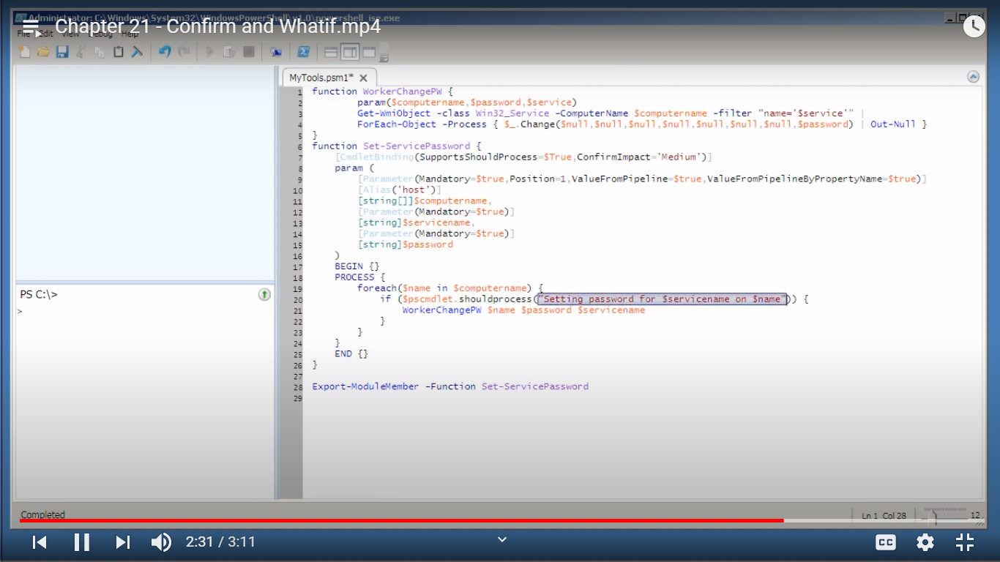 Administrator: C:\Windows\System32\WindowsPowerShell\v1.0\powershell_ise.exe
Chapter 21 - Confirm and Whatif.mp4
File Edit View Debug Help
MyTools.psm1*
1 function WorkerChangePW {
2 param($computername,$password,$service)
3 Get-WmiObject -class Win32_Service -ComputerName $computername -filter "name='$service'" |
4 ForEach-Object -Process { $_.Change($null,$null,$null,$null,$null,$null,$null,$password) | Out-Null }
5 }
6 function Set-ServicePassword {
7 [CmdletBinding(SupportsShouldProcess=$True,ConfirmImpact='Medium')]
8 param (
9 [Parameter(Mandatory=$true,Position=1,ValueFromPipeline=$true,ValueFromPipelineByPropertyName=$true)]
10 [Alias('host')]
11 [string[]]$computername,
12 [Parameter(Mandatory=$true)]
13 [string]$servicename,
14 [Parameter(Mandatory=$true)]
15 [string]$password
16 )
17 BEGIN {}
18 PROCESS {
19 foreach($name in $computername) {
20 if ($pscmdlet.shouldprocess("Setting password for $servicename on $name")) {
21 WorkerChangePW $name $password $servicename
22 }
23 }
24 }
25 END {}
26 }
27
28 Export-ModuleMember -Function Set-ServicePassword
29
PS C:\>
>
Completed
Ln 1 Col 28
12
2:31 / 3:11
CC